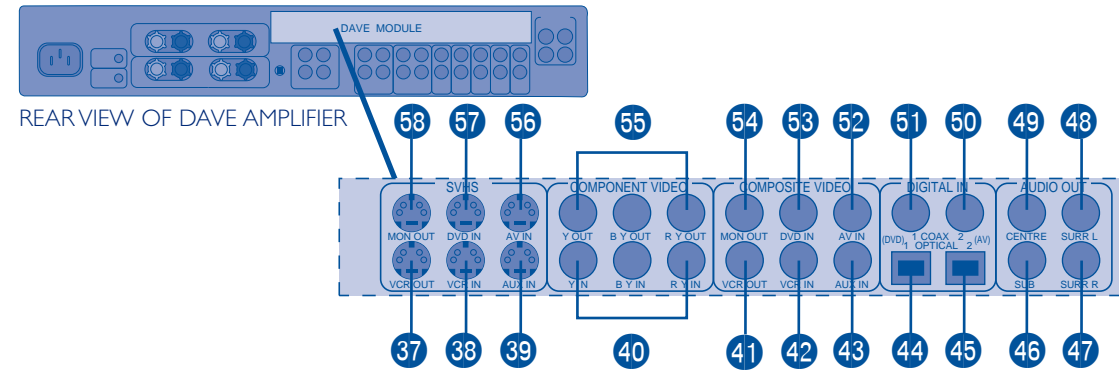 DAVE MODULE
REAR VIEW OF DAVE AMPLIFIER
58 57 56 55 54 53 52 51 50 49 48
SVHS COMPONENT VIDEO COMPOSITE VIDEO DIGITAL IN AUDIO OUT
MON OUT DVD IN AV IN Y OUT B Y OUT R Y OUT MON OUT DVD IN AV IN 1 COAX 2 CENTRE SURR L
(DVD) 1 OPTICAL 2 (AV)
VCR OUT VCR IN AUX IN Y IN B Y IN R Y IN VCR OUT VCR IN AUX IN SUB SURR R
37 38 39 40 41 42 43 44 45 46 47